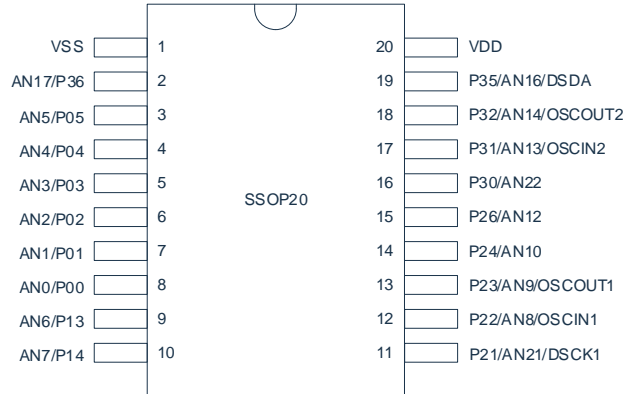 VSS 1 20 VDD
AN17/P36 2 19 P35/AN16/DSDA
AN5/P05 3 18 P32/AN14/OSCOUT2
AN4/P04 4 17 P31/AN13/OSCIN2
AN3/P03 5 16 P30/AN22
SSOP20
AN2/P02 6 15 P26/AN12
AN1/P01 7 14 P24/AN10
AN0/P00 8 13 P23/AN9/OSCOUT1
AN6/P13 9 12 P22/AN8/OSCIN1
AN7/P14 10 11 P21/AN21/DSCK1